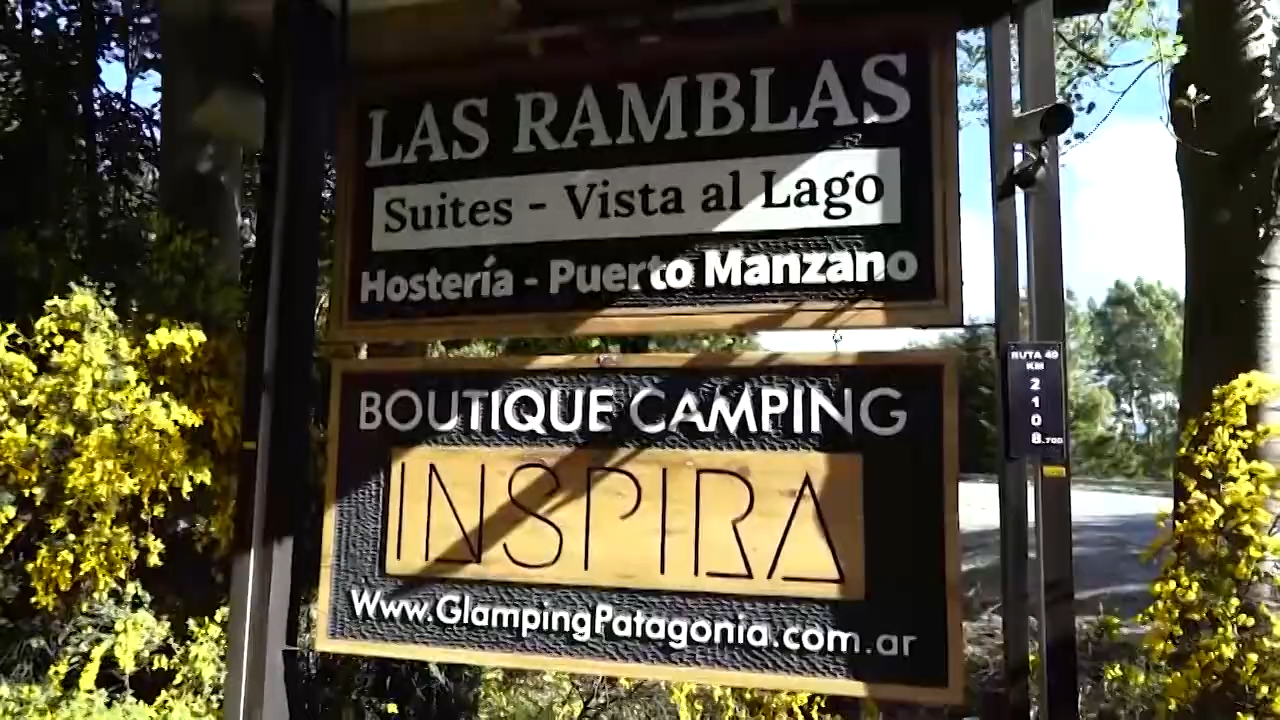 LAS RAMBLAS
Suites - Vista al Lago
Hostería - Puerto Manzano
BOUTIQUE CAMPING
INSPIRA
Www.GlampingPatagonia.com.ar
RUTA 40
KM
2
1
0
8.700